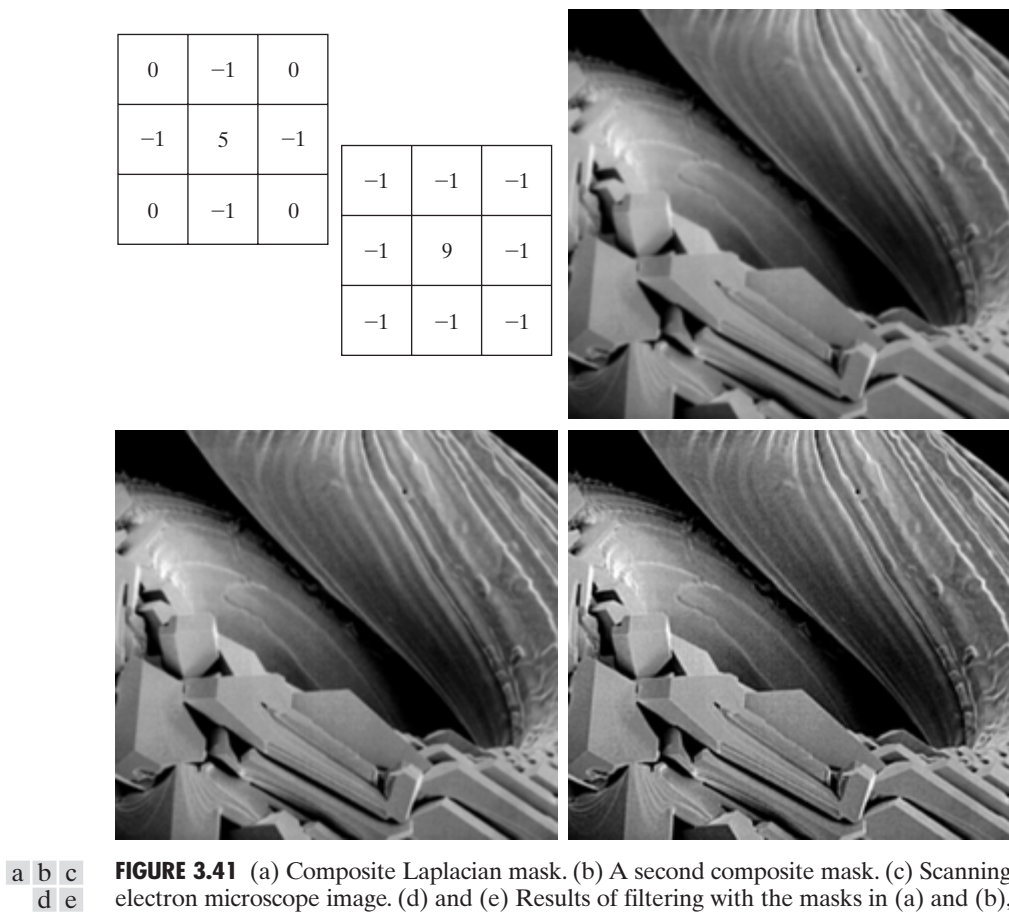 0 −1 0
−1 5 −1
0 −1 0
−1 −1 −1
−1 9 −1
−1 −1 −1
a b c
d e
FIGURE 3.41 (a) Composite Laplacian mask. (b) A second composite mask. (c) Scanning
electron microscope image. (d) and (e) Results of filtering with the masks in (a) and (b),